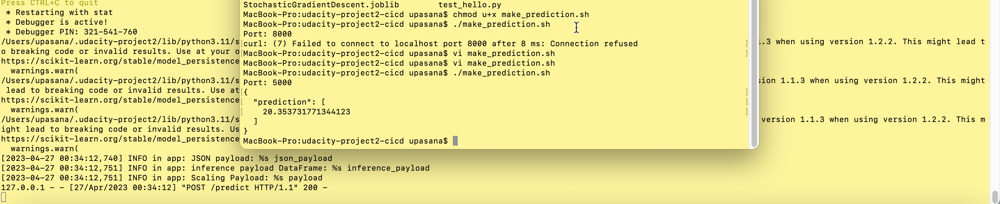 Press CTRL+C to quit
 * Restarting with stat
 * Debugger is active!
 * Debugger PIN: 321-541-760
/Users/upasana/.udacity-project2/lib/python3.11/s
o breaking code or invalid results. Use at your o
https://scikit-learn.org/stable/model_persistence
  warnings.warn(
/Users/upasana/.udacity-project2/lib/python3.11/s
 lead to breaking code or invalid results. Use at
https://scikit-learn.org/stable/model_persistence
  warnings.warn(
/Users/upasana/.udacity-project2/lib/python3.11/s
ight lead to breaking code or invalid results. Us
https://scikit-learn.org/stable/model_persistence
  warnings.warn(
[2023-04-27 00:34:12,740] INFO in app: JSON payload: %s json_payload
[2023-04-27 00:34:12,751] INFO in app: inference payload DataFrame: %s inference_payload
[2023-04-27 00:34:12,751] INFO in app: Scaling Payload: %s payload
127.0.0.1 - - [27/Apr/2023 00:34:12] "POST /predict HTTP/1.1" 200 -
StochasticGradientDescent.joblib        test_hello.py
MacBook-Pro:udacity-project2-cicd upasana$ chmod u+x make_prediction.sh
MacBook-Pro:udacity-project2-cicd upasana$ ./make_prediction.sh
Port: 8000
[curl: (7) Failed to connect to localhost port 8000 after 8 ms: Connection refused ]
[MacBook-Pro:udacity-project2-cicd upasana$ vi make_prediction.sh ]
MacBook-Pro:udacity-project2-cicd upasana$ vi make_prediction.sh
MacBook-Pro:udacity-project2-cicd upasana$ ./make_prediction.sh
Port: 5000
[{ ]
[  "prediction": [ ]
[    20.353731771344123 ]
  ]
}
MacBook-Pro:udacity-project2-cicd upasana$
1.3 when using version 1.2.2. This might lead t
sion 1.1.3 when using version 1.2.2. This might
version 1.1.3 when using version 1.2.2. This m